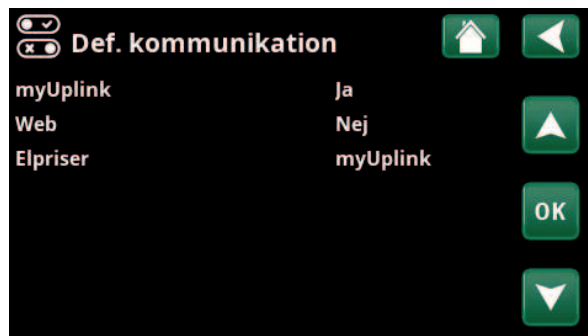 Def. kommunikation
myUplink Ja
Web Nej
Elpriser myUplink
OK